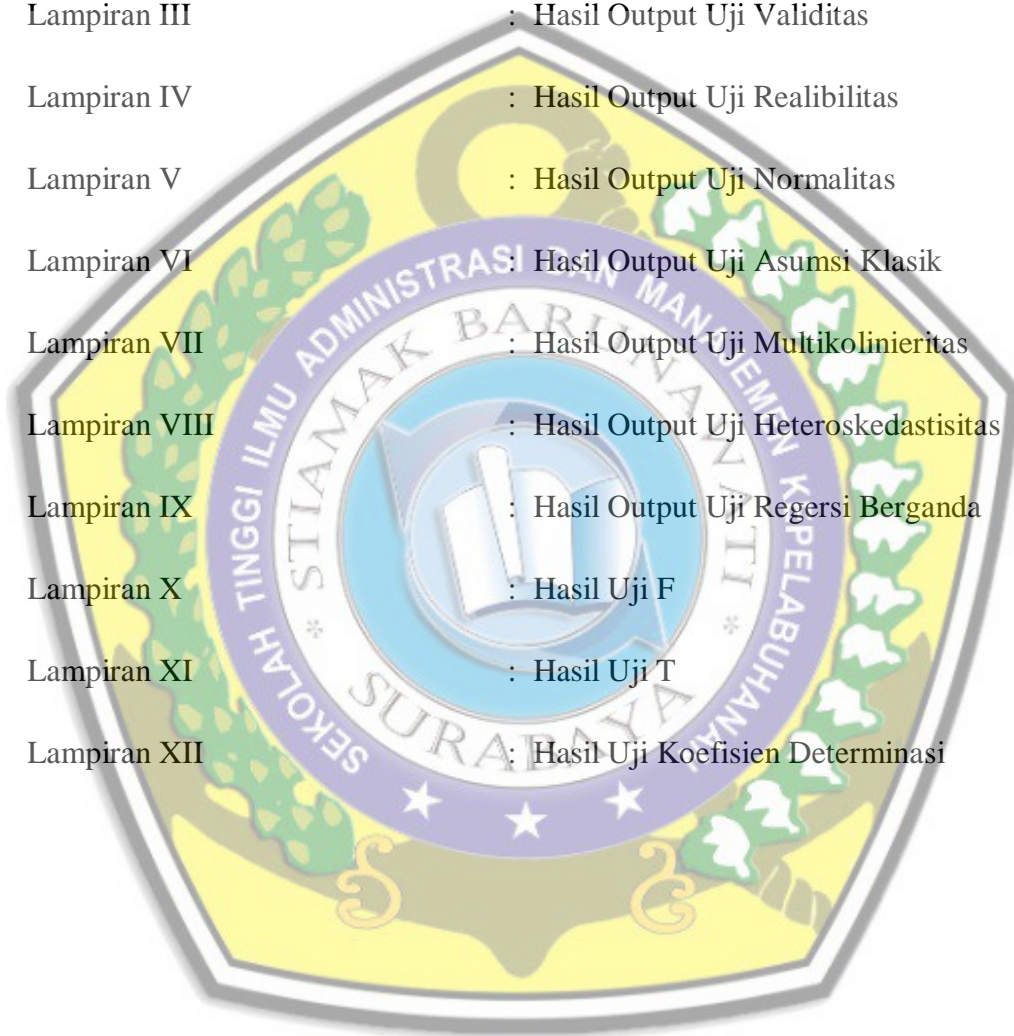 Lampiran III : Hasil Output Uji Validitas
Lampiran IV : Hasil Output Uji Realibilitas
Lampiran V : Hasil Output Uji Normalitas
Lampiran VI : Hasil Output Uji Asumsi Klasik
Lampiran VII : Hasil Output Uji Multikolinieritas
Lampiran VIII : Hasil Output Uji Heteroskedastisitas
Lampiran IX : Hasil Output Uji Regersi Berganda
Lampiran X : Hasil Uji F
Lampiran XI : Hasil Uji T
Lampiran XII : Hasil Uji Koefisien Determinasi
SEKOLAH TINGGI ILMU ADMINISTRASI DAN MANAJEMEN KEPELABUHANAN
* STIAMAK BARUNAWATI *
SURABAYA